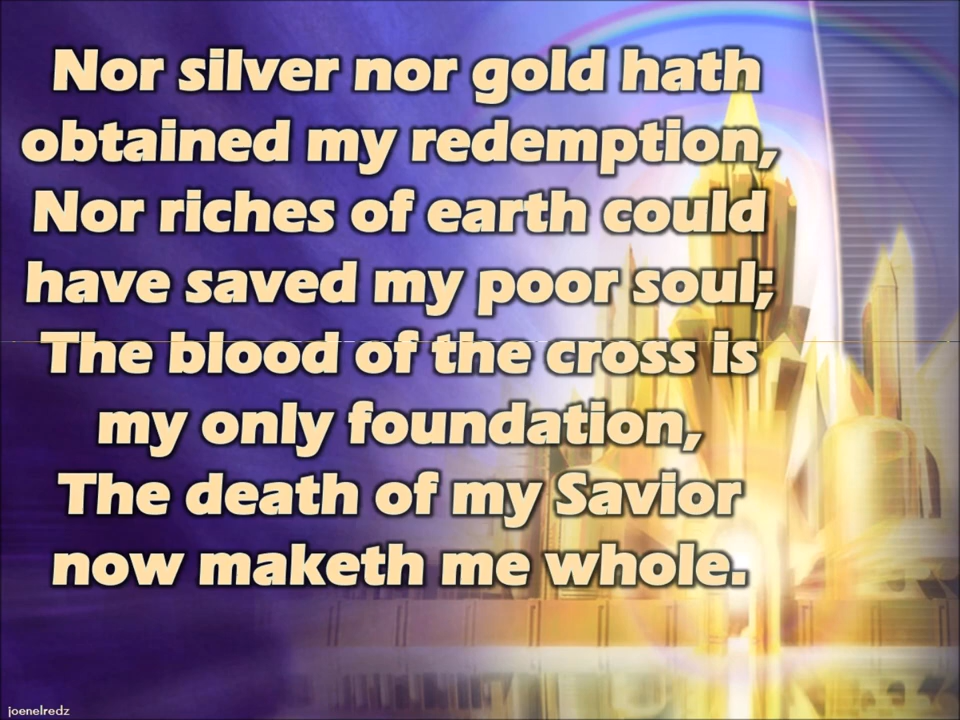 Nor silver nor gold hath
obtained my redemption,
Nor riches of earth could
have saved my poor soul;
The blood of the cross is
my only foundation,
The death of my Savior
now maketh me whole.
joenelredz